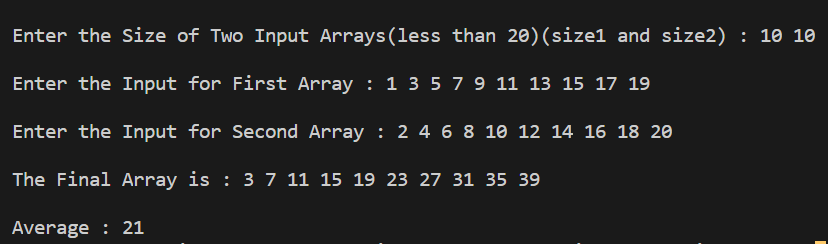 Enter the Size of Two Input Arrays(less than 20)(size1 and size2) : 10 10
Enter the Input for First Array : 1 3 5 7 9 11 13 15 17 19
Enter the Input for Second Array : 2 4 6 8 10 12 14 16 18 20
The Final Array is : 3 7 11 15 19 23 27 31 35 39
Average : 21